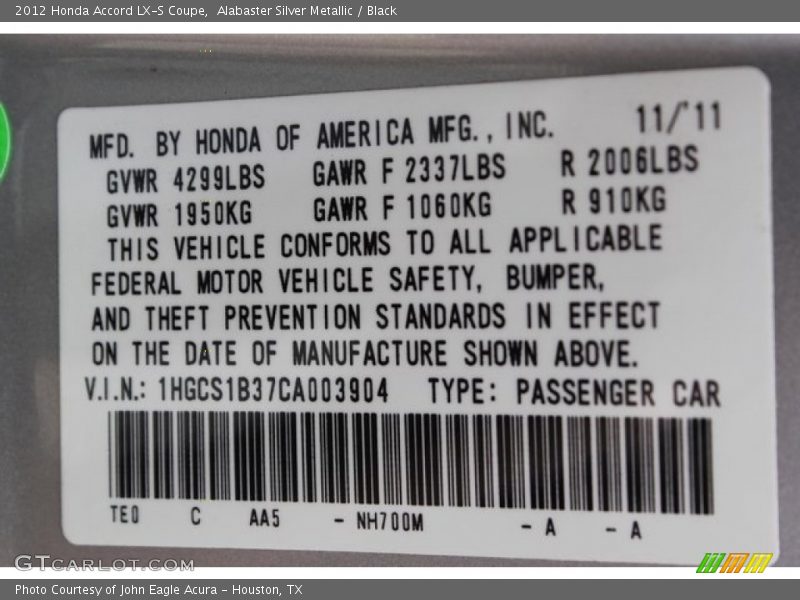 2012 Honda Accord LX-S Coupe, Alabaster Silver Metallic / Black
MFD. BY HONDA OF AMERICA MFG., INC. 11/'11
GVWR 4299LBS GAWR F 2337LBS R 2006LBS
GVWR 1950KG GAWR F 1060KG R 910KG
THIS VEHICLE CONFORMS TO ALL APPLICABLE
FEDERAL MOTOR VEHICLE SAFETY, BUMPER,
AND THEFT PREVENTION STANDARDS IN EFFECT
ON THE DATE OF MANUFACTURE SHOWN ABOVE.
V.I.N.: 1HGCS1B37CA003904 TYPE: PASSENGER CAR
TE0 C AA5 - NH700M - A - A
GTCARLOT.COM
Photo Courtesy of John Eagle Acura - Houston, TX